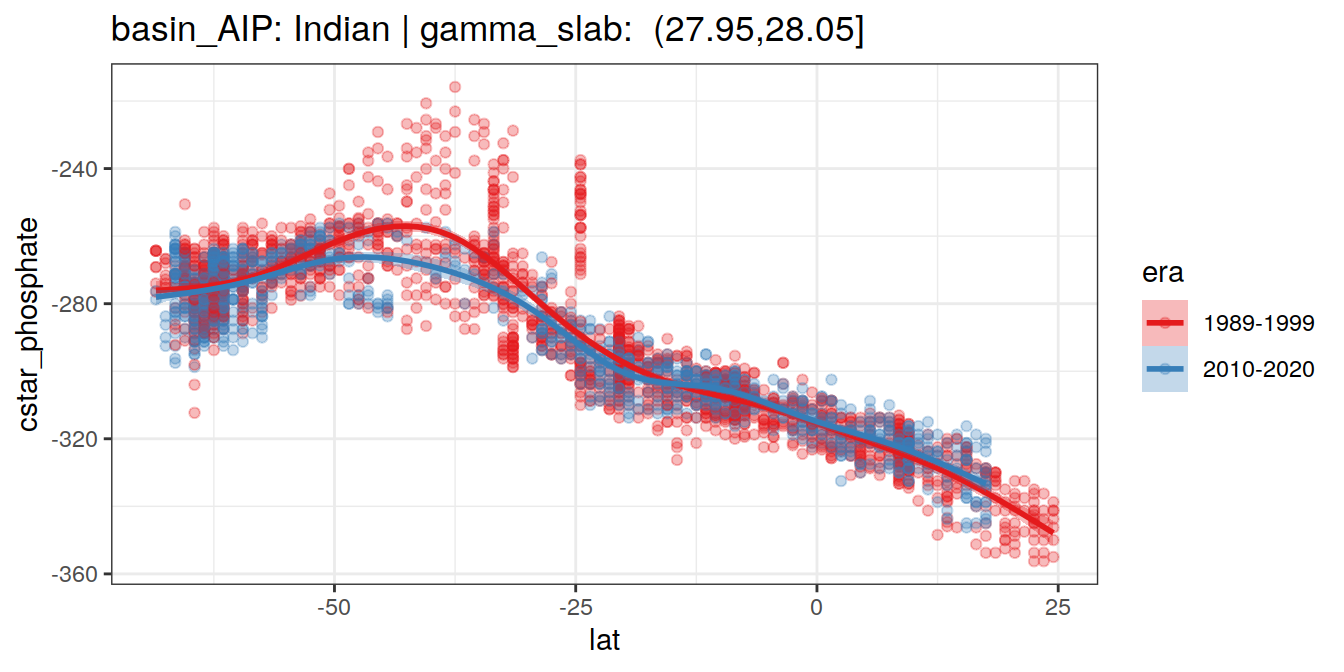 basin_AIP: Indian | gamma_slab:  (27.95,28.05]
cstar_phosphate
-240
-280
-320
-360
-50
-25
0
25
lat
era
1989-1999
2010-2020